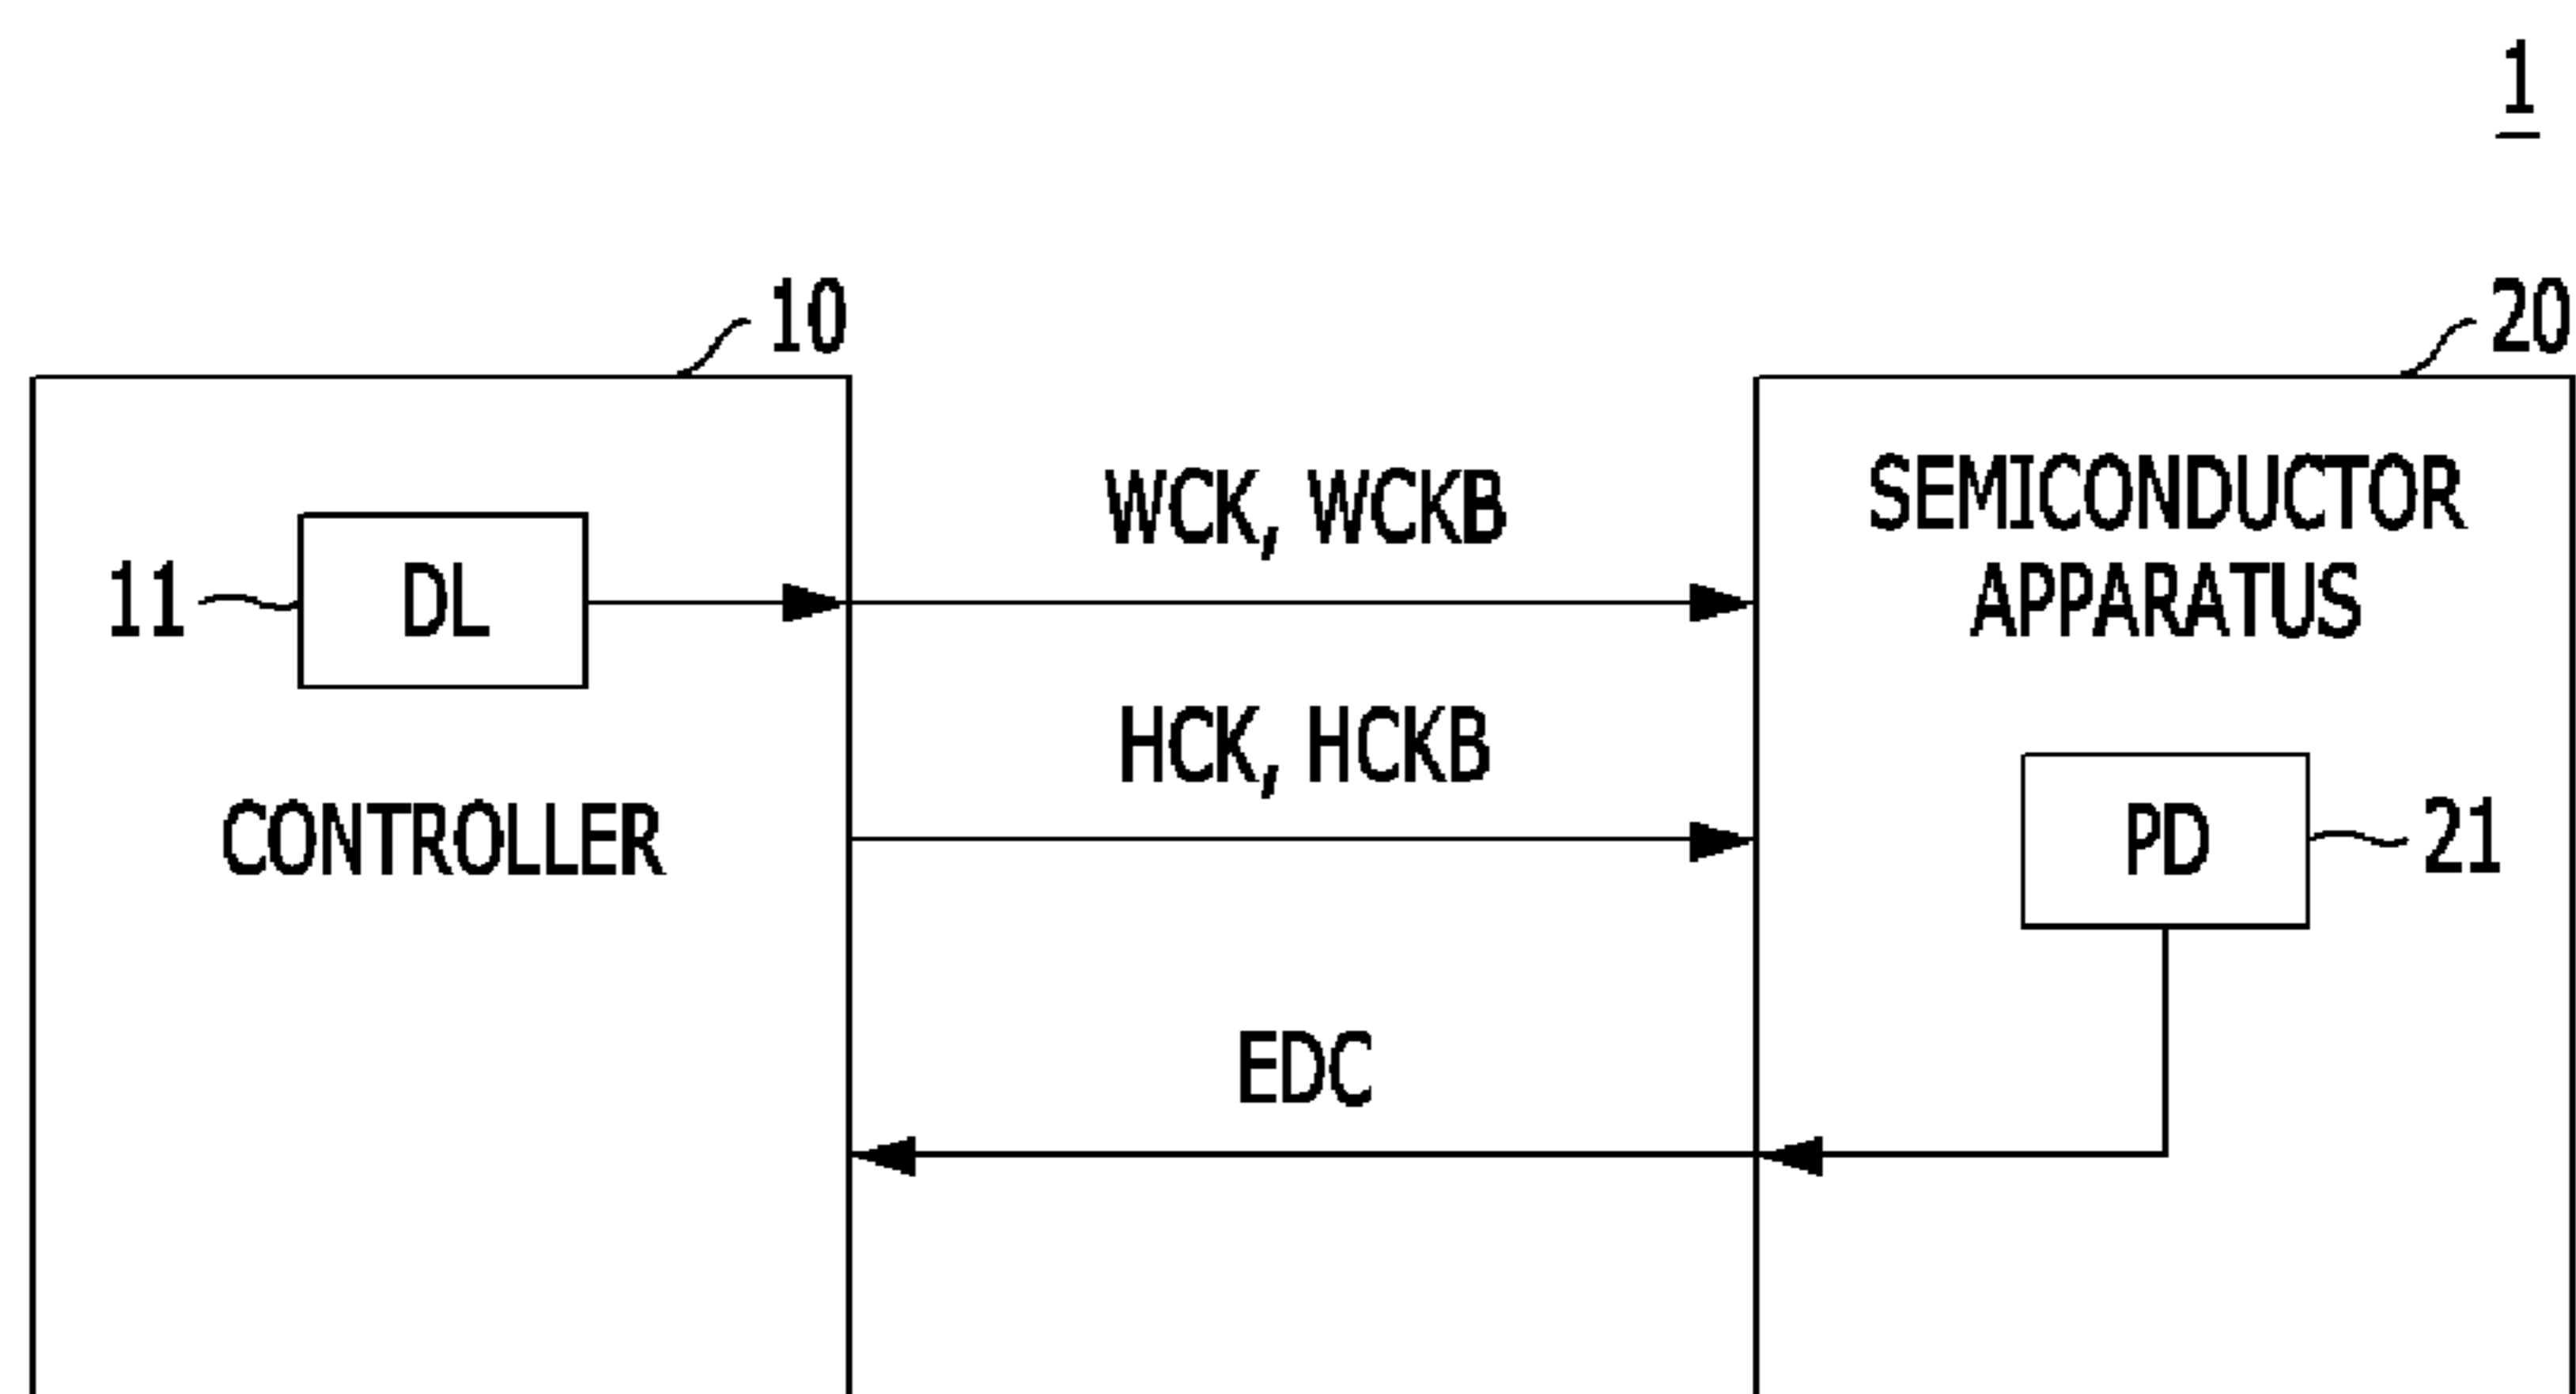 1
10
20
WCK, WCKB
SEMICONDUCTOR
APPARATUS
11
DL
HCK, HCKB
CONTROLLER
PD
21
EDC